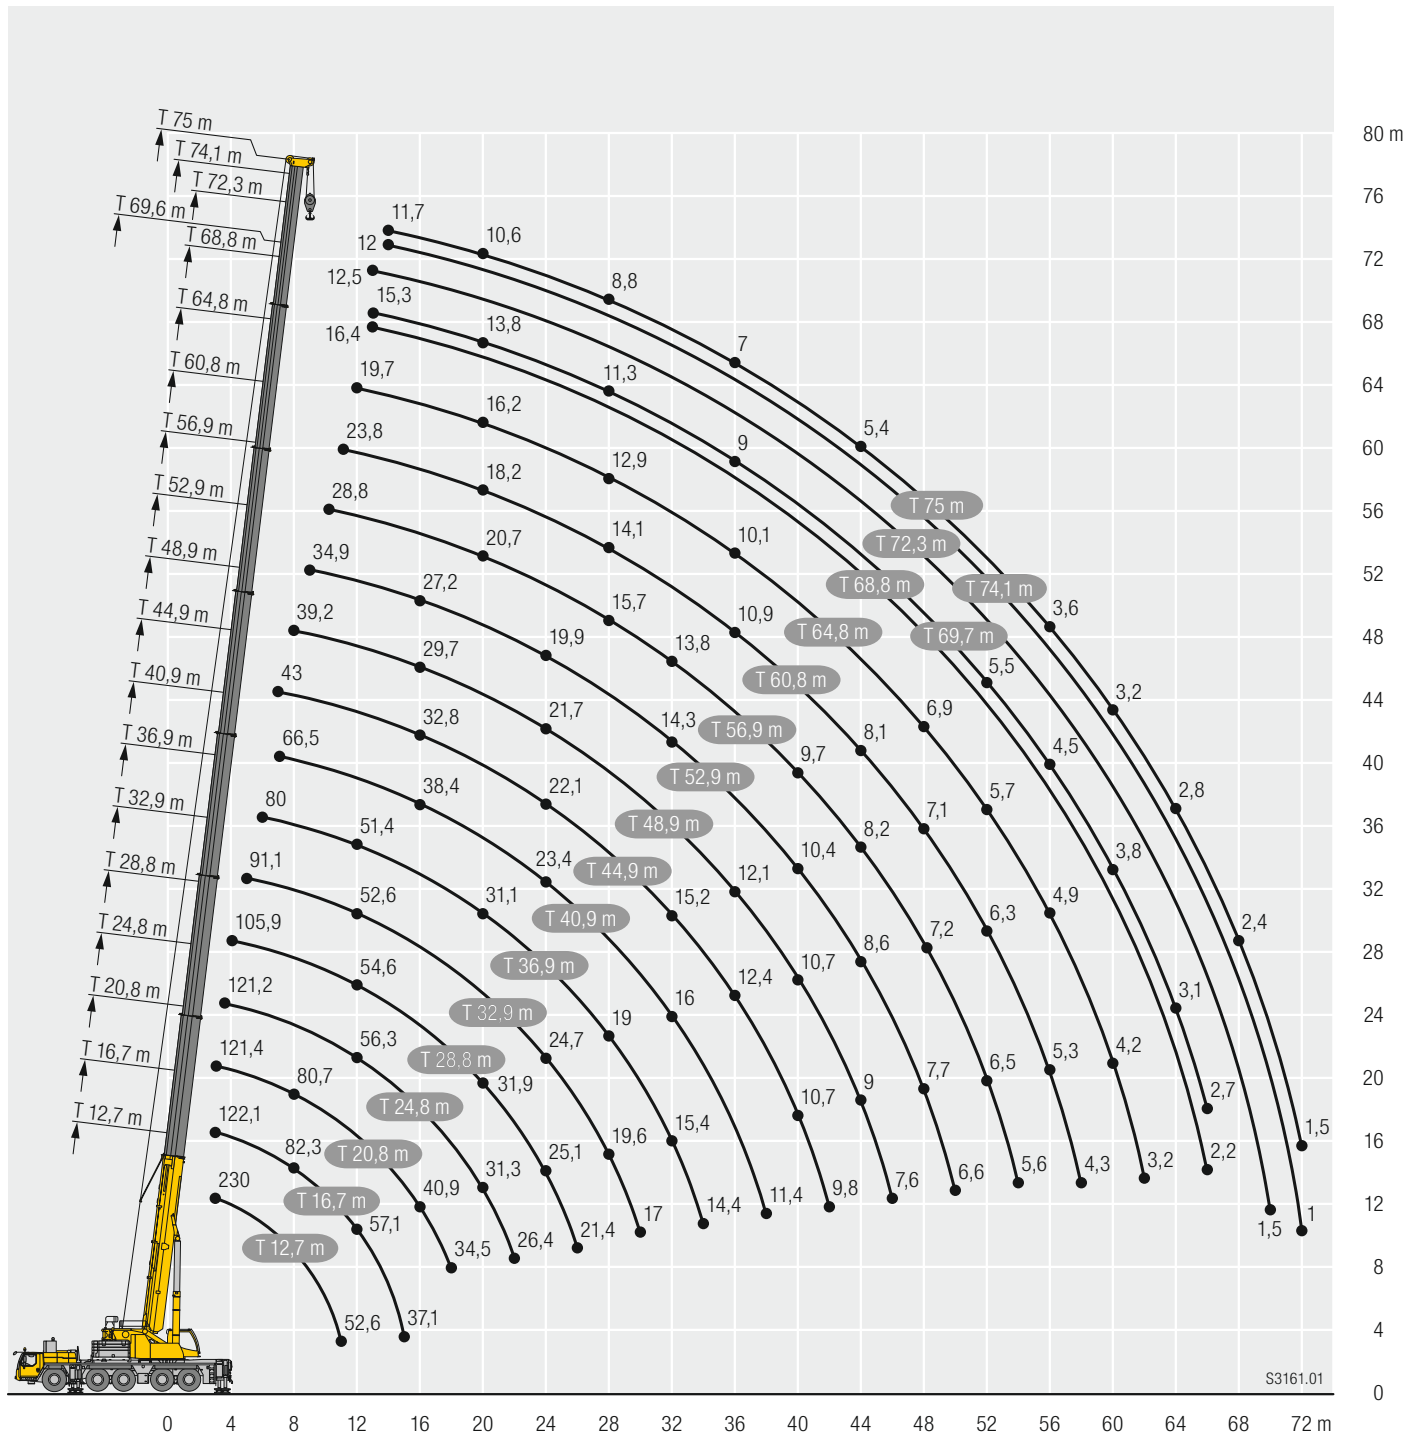 T 75 m
T 74,1 m
T 72,3 m
T 69,6 m
T 68,8 m
T 64,8 m
T 60,8 m
T 56,9 m
T 52,9 m
T 48,9 m
T 44,9 m
T 40,9 m
T 36,9 m
T 32,9 m
T 28,8 m
T 24,8 m
T 20,8 m
T 16,7 m
T 12,7 m
11,7 10,6 8,8 7 5,4 3,6 3,2 2,8 2,4 1,5
12 1
12,5 1,5
15,3 13,8 11,3 9 5,5 4,5 3,8 3,1 2,7
16,4 2,2
19,7 16,2 12,9 10,1 6,9 5,7 4,9 4,2 3,2
23,8 18,2 14,1 10,9 8,1 7,1 6,3 5,3 4,3
28,8 20,7 15,7 13,8 9,7 8,2 7,2 6,5 5,6
34,9 27,2 19,9 14,3 10,4 8,6 7,7 6,6
39,2 29,7 21,7 12,1 10,7 9 7,6
43 32,8 22,1 15,2 12,4 10,7 9,8
66,5 38,4 23,4 16 11,4
80 51,4 31,1 19 15,4 14,4
91,1 52,6 24,7 19,6 17
105,9 54,6 31,9 25,1 21,4
121,2 56,3 31,3 26,4
121,4 80,7 40,9 34,5
122,1 82,3 57,1 37,1
230 52,6
T 75 m
T 72,3 m
T 68,8 m
T 74,1 m
T 64,8 m
T 69,7 m
T 60,8 m
T 56,9 m
T 52,9 m
T 48,9 m
T 44,9 m
T 40,9 m
T 36,9 m
T 32,9 m
T 28,8 m
T 24,8 m
T 20,8 m
T 16,7 m
T 12,7 m
80 m
76
72
68
64
60
56
52
48
44
40
36
32
28
24
20
16
12
8
4
0
S3161.01
0 4 8 12 16 20 24 28 32 36 40 44 48 52 56 60 64 68 72 m